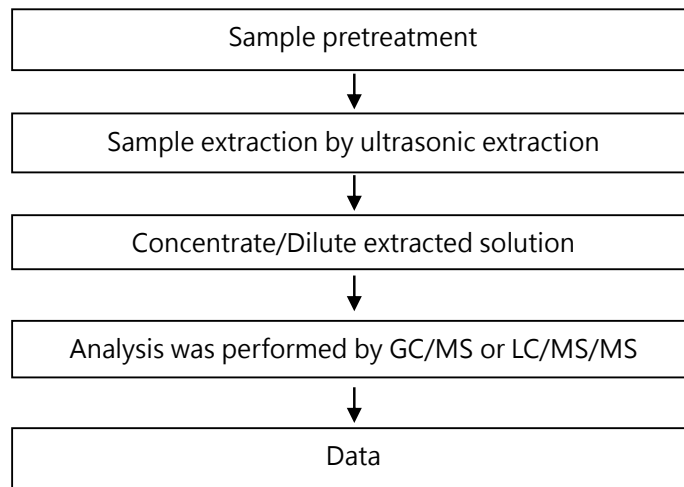 Sample pretreatment
Sample extraction by ultrasonic extraction
Concentrate/Dilute extracted solution
Analysis was performed by GC/MS or LC/MS/MS
Data